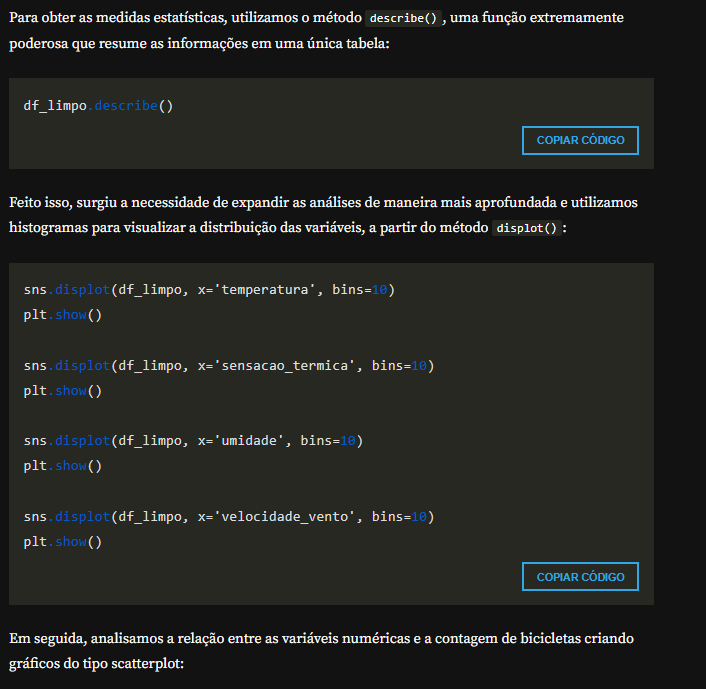 Para obter as medidas estatísticas, utilizamos o método describe(), uma função extremamente
poderosa que resume as informações em uma única tabela:
df_limpo.describe()
COPIAR CÓDIGO
Feito isso, surgiu a necessidade de expandir as análises de maneira mais aprofundada e utilizamos
histogramas para visualizar a distribuição das variáveis, a partir do método displot():
sns.displot(df_limpo, x='temperatura', bins=10)
plt.show()
sns.displot(df_limpo, x='sensacao_termica', bins=10)
plt.show()
sns.displot(df_limpo, x='umidade', bins=10)
plt.show()
sns.displot(df_limpo, x='velocidade_vento', bins=10)
plt.show()
COPIAR CÓDIGO
Em seguida, analisamos a relação entre as variáveis numéricas e a contagem de bicicletas criando
gráficos do tipo scatterplot: